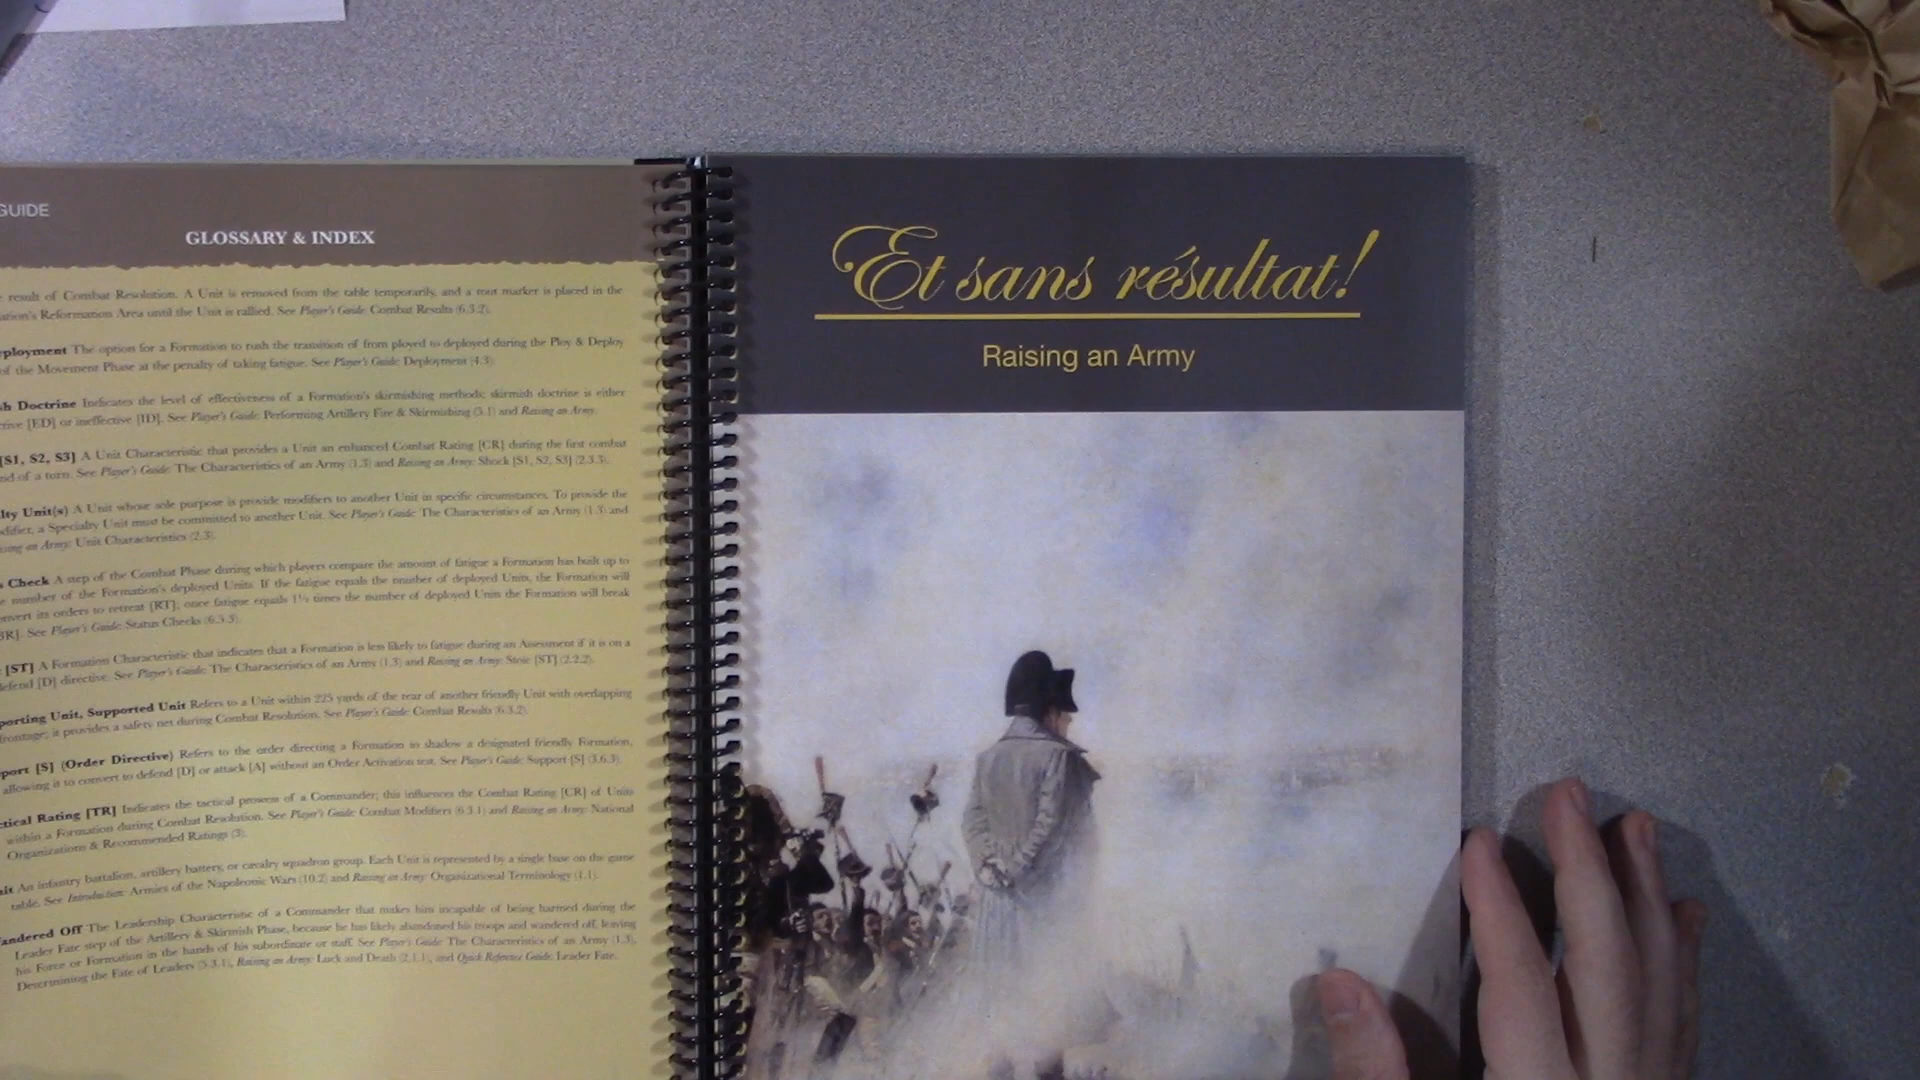 GUIDE
GLOSSARY & INDEX
result of Combat Resolution. A Unit is removed from the table temporarily, and a rout marker is placed in the
ation's Reformation Area until the Unit is rallied. See Player's Guide: Combat Results (6.3.2).
eployment The option for a Formation to rush the transition of from ployed to deployed during the Ploy & Deploy
of the Movement Phase at the penalty of taking fatigue. See Player's Guide: Deployment (4.3).
sh Doctrine Indicates the level of effectiveness of a Formation's skirmishing methods; skirmish doctrine is either
ctive [ED] or ineffective [ID]. See Player's Guide: Performing Artillery Fire & Skirmishing (5.1) and Raising an Army.
[S1, S2, S3] A Unit Characteristic that provides a Unit an enhanced Combat Rating [CR] during the first combat
nd of a turn. See Player's Guide: The Characteristics of an Army (1.3) and Raising an Army: Shock [S1, S2, S3] (2.3.3).
lty Unit(s) A Unit whose sole purpose is provide modifiers to another Unit in specific circumstances. To provide the
difier, a Specialty Unit must be committed to another Unit. See Player's Guide: The Characteristics of an Army (1.3) and
ising an Army: Unit Characteristics (2.3).
s Check A step of the Combat Phase during which players compare the amount of fatigue a Formation has built up to
e number of the Formation's deployed Units. If the fatigue equals the number of deployed Units, the Formation will
nvert its orders to retreat [RT]; once fatigue equals 1½ times the number of deployed Units the Formation will break
BR]. See Player's Guide: Status Checks (6.3.3).
[ST] A Formation Characteristic that indicates that a Formation is less likely to fatigue during an Assessment if it is on a
defend [D] directive. See Player's Guide: The Characteristics of an Army (1.3) and Raising an Army: Stoic [ST] (2.2.2).
porting Unit, Supported Unit Refers to a Unit within 225 yards of the rear of another friendly Unit with overlapping
frontage; it provides a safety net during Combat Resolution. See Player's Guide: Combat Results (6.3.2).
port [S] (Order Directive) Refers to the order directing a Formation to shadow a designated friendly Formation,
allowing it to convert to defend [D] or attack [A] without an Order Activation test. See Player's Guide: Support [S] (3.6.3).
ctical Rating [TR] Indicates the tactical prowess of a Commander; this influences the Combat Rating [CR] of Units
within a Formation during Combat Resolution. See Player's Guide: Combat Modifiers (6.3.1) and Raising an Army: National
Organizations & Recommended Ratings (3).
nit An infantry battalion, artillery battery, or cavalry squadron group. Each Unit is represented by a single base on the game
table. See Introduction: Armies of the Napoleonic Wars (10.2) and Raising an Army: Organizational Terminology (1.1).
andered Off The Leadership Characteristic of a Commander that makes him incapable of being harmed during the
Leader Fate step of the Artillery & Skirmish Phase, because he has likely abandoned his troops and wandered off, leaving
his Force or Formation in the hands of his subordinate or staff. See Player's Guide: The Characteristics of an Army (1.3),
Determining the Fate of Leaders (5.3.1), Raising an Army: Luck and Death (2.1.1), and Quick Reference Guide: Leader Fate.
Et sans résultat!
Raising an Army